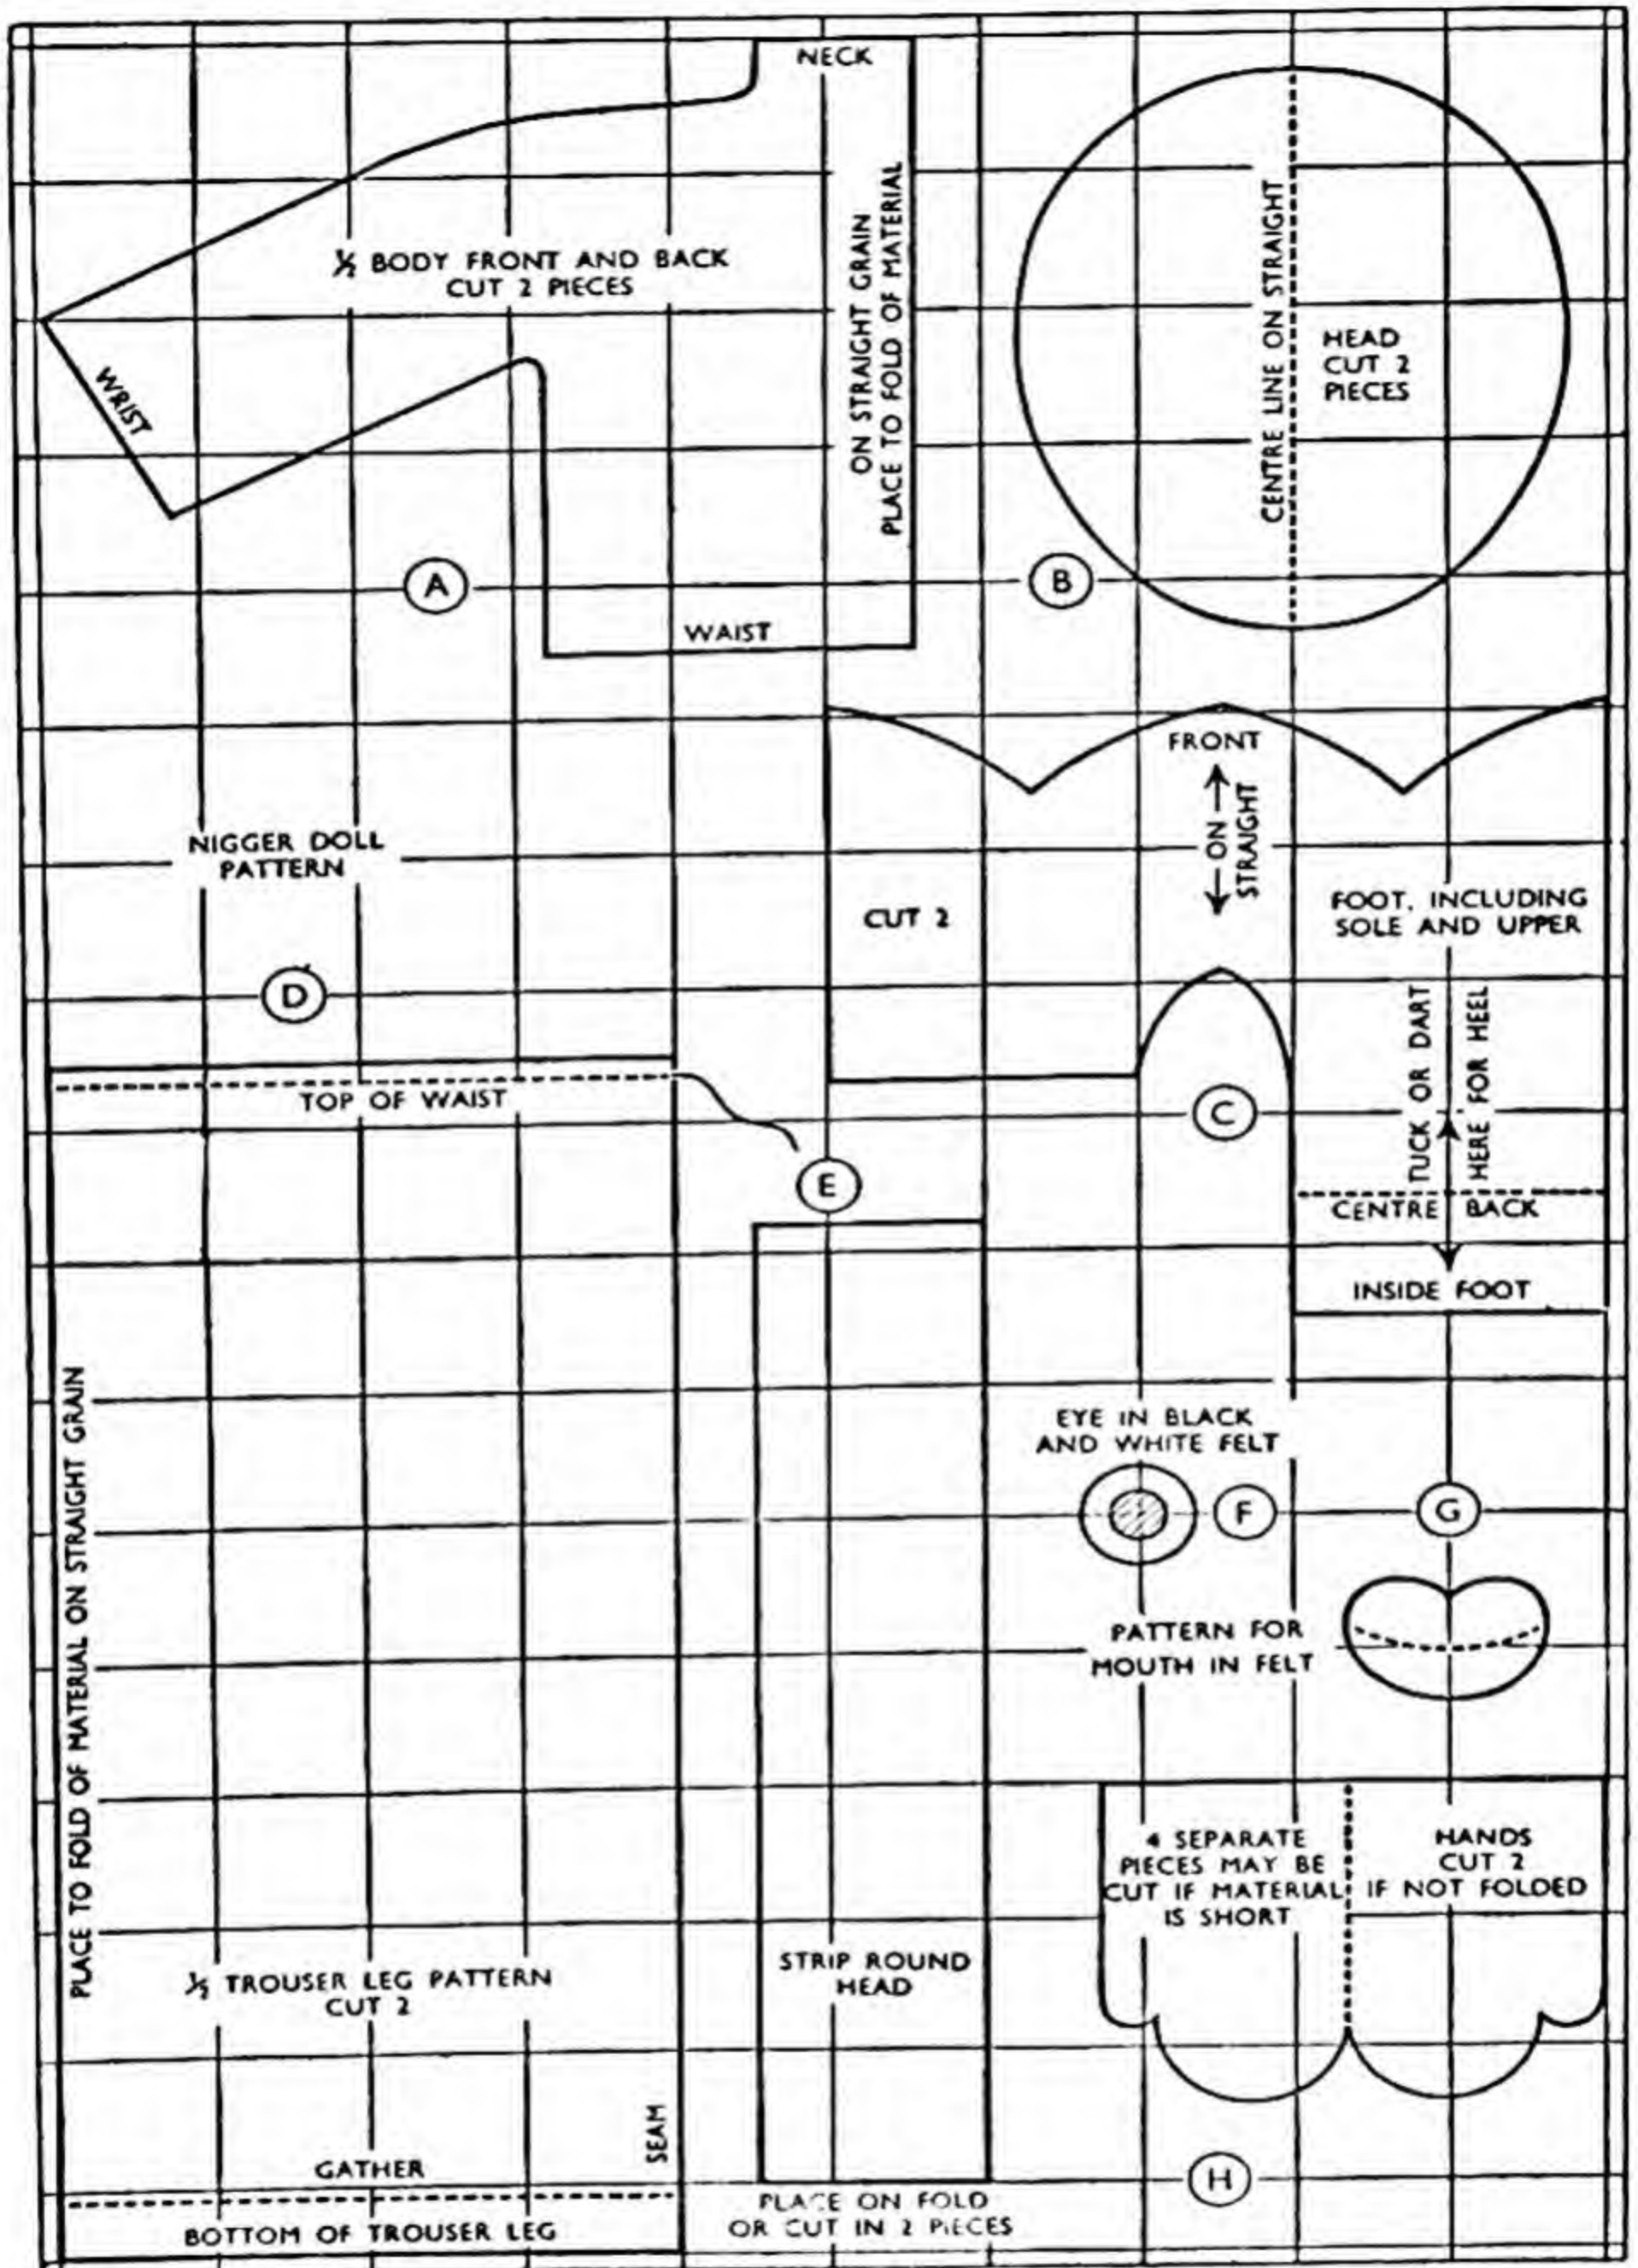 NECK
½ BODY FRONT AND BACK
CUT 2 PIECES
WRIST
ON STRAIGHT GRAIN
PLACE TO FOLD OF MATERIAL
A
WAIST
CENTRE LINE ON STRAIGHT
HEAD
CUT 2
PIECES
B
NIGGER DOLL
PATTERN
D
FRONT
ON
STRAIGHT
CUT 2
FOOT, INCLUDING
SOLE AND UPPER
C
TUCK OR DART
HERE FOR HEEL
CENTRE BACK
INSIDE FOOT
TOP OF WAIST
E
PLACE TO FOLD OF MATERIAL ON STRAIGHT GRAIN
EYE IN BLACK
AND WHITE FELT
F
G
PATTERN FOR
MOUTH IN FELT
4 SEPARATE
PIECES MAY BE
CUT IF MATERIAL
IS SHORT
HANDS
CUT 2
IF NOT FOLDED
½ TROUSER LEG PATTERN
CUT 2
STRIP ROUND
HEAD
SEAM
GATHER
BOTTOM OF TROUSER LEG
PLACE ON FOLD
OR CUT IN 2 PIECES
H